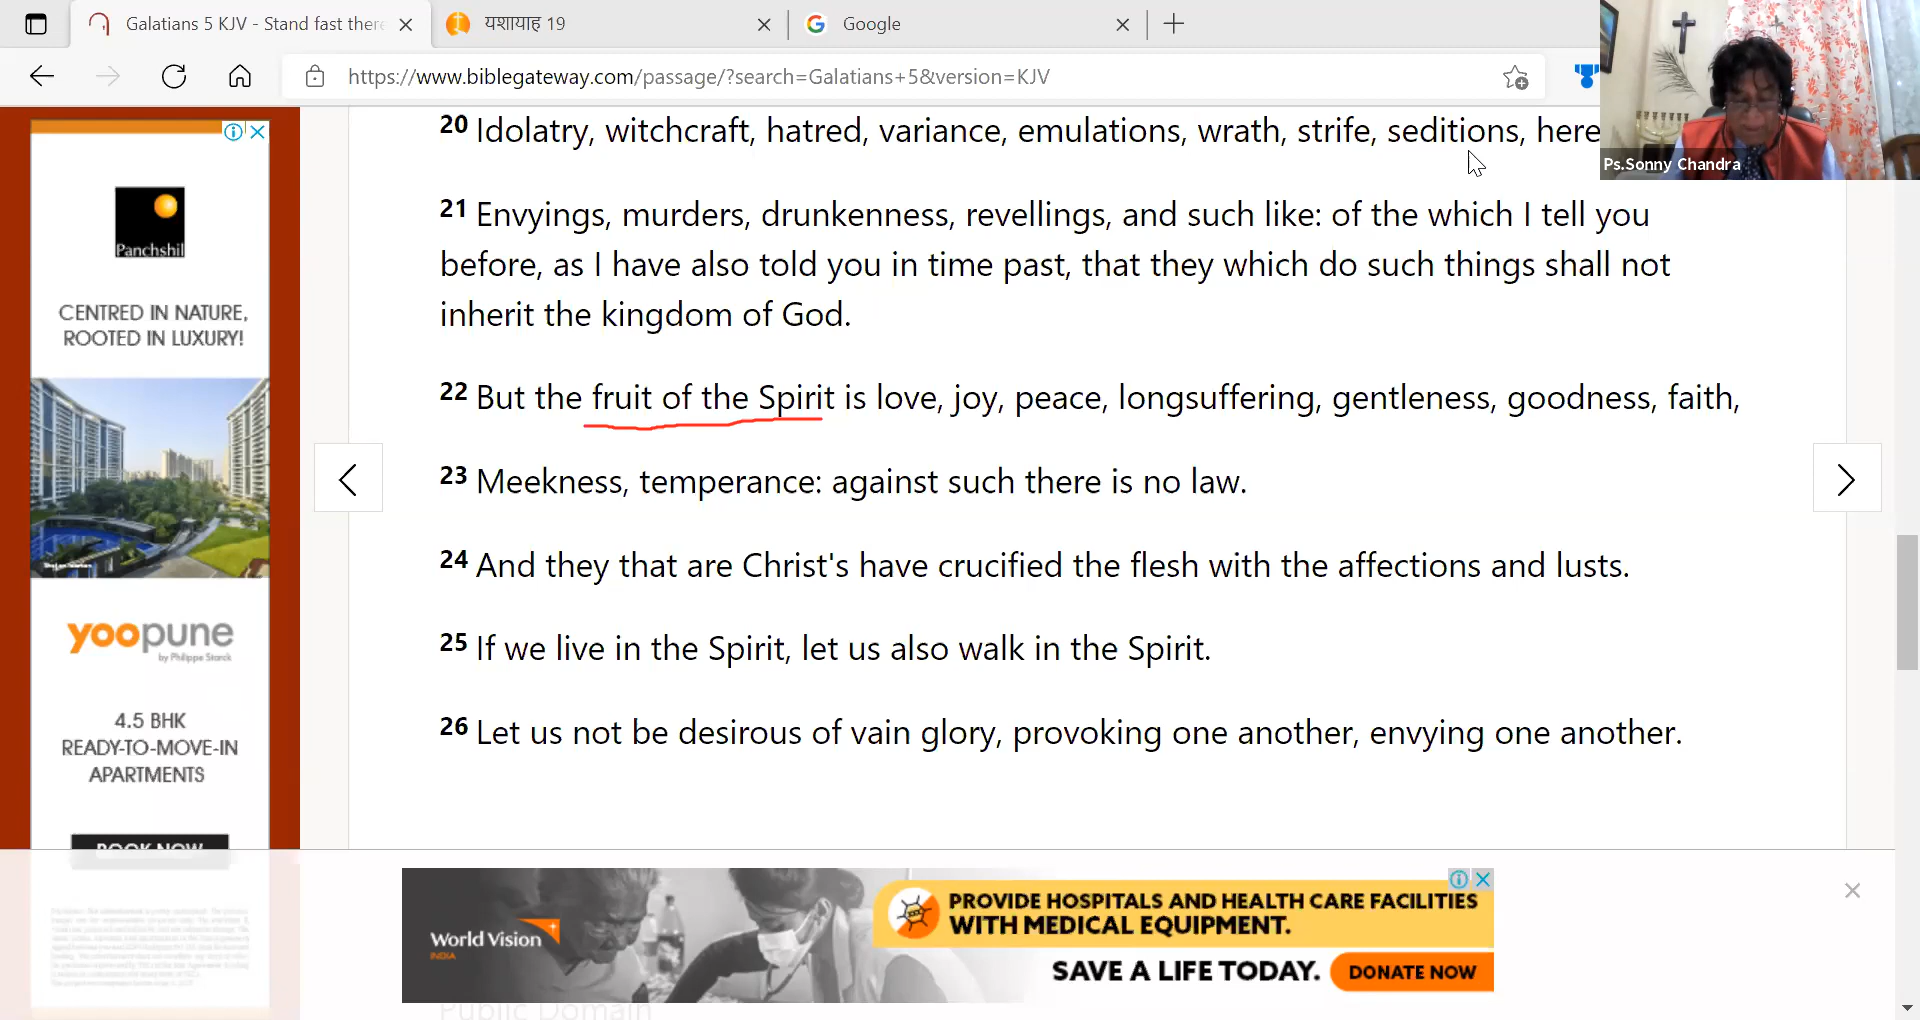 Galatians 5 KJV - Stand fast there
यशायाह 19
Google
https://www.biblegateway.com/passage/?search=Galatians+5&version=KJV
Ps.Sonny Chandra
20 Idolatry, witchcraft, hatred, variance, emulations, wrath, strife, seditions, here
21 Envyings, murders, drunkenness, revellings, and such like: of the which I tell you
before, as I have also told you in time past, that they which do such things shall not
inherit the kingdom of God.
22 But the fruit of the Spirit is love, joy, peace, longsuffering, gentleness, goodness, faith,
23 Meekness, temperance: against such there is no law.
24 And they that are Christ's have crucified the flesh with the affections and lusts.
25 If we live in the Spirit, let us also walk in the Spirit.
26 Let us not be desirous of vain glory, provoking one another, envying one another.
Public Domain
Panchshil
CENTRED IN NATURE,
ROOTED IN LUXURY!
yoopune
by Philippe Starck
4.5 BHK
READY-TO-MOVE-IN
APARTMENTS
BOOK NOW
World Vision
INDIA
PROVIDE HOSPITALS AND HEALTH CARE FACILITIES
WITH MEDICAL EQUIPMENT.
SAVE A LIFE TODAY.
DONATE NOW